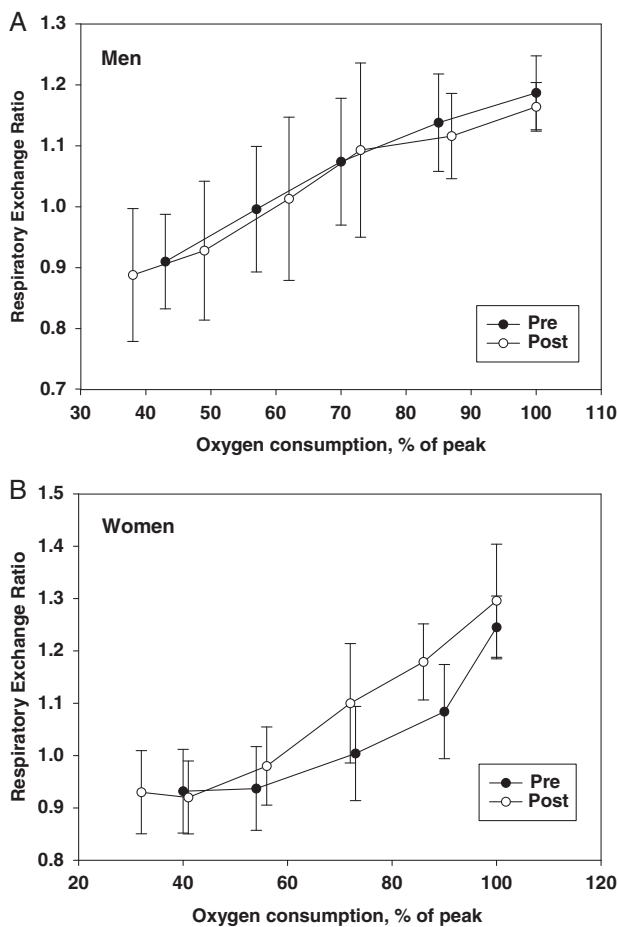 A
Men
1.3
1.2
1.1
1.0
0.9
0.8
0.7
Respiratory Exchange Ratio
Pre
Post
30 40 50 60 70 80 90 100 110
Oxygen consumption, % of peak
B
Women
1.5
1.4
1.3
1.2
1.1
1.0
0.9
0.8
Respiratory Exchange Ratio
Pre
Post
20 40 60 80 100 120
Oxygen consumption, % of peak